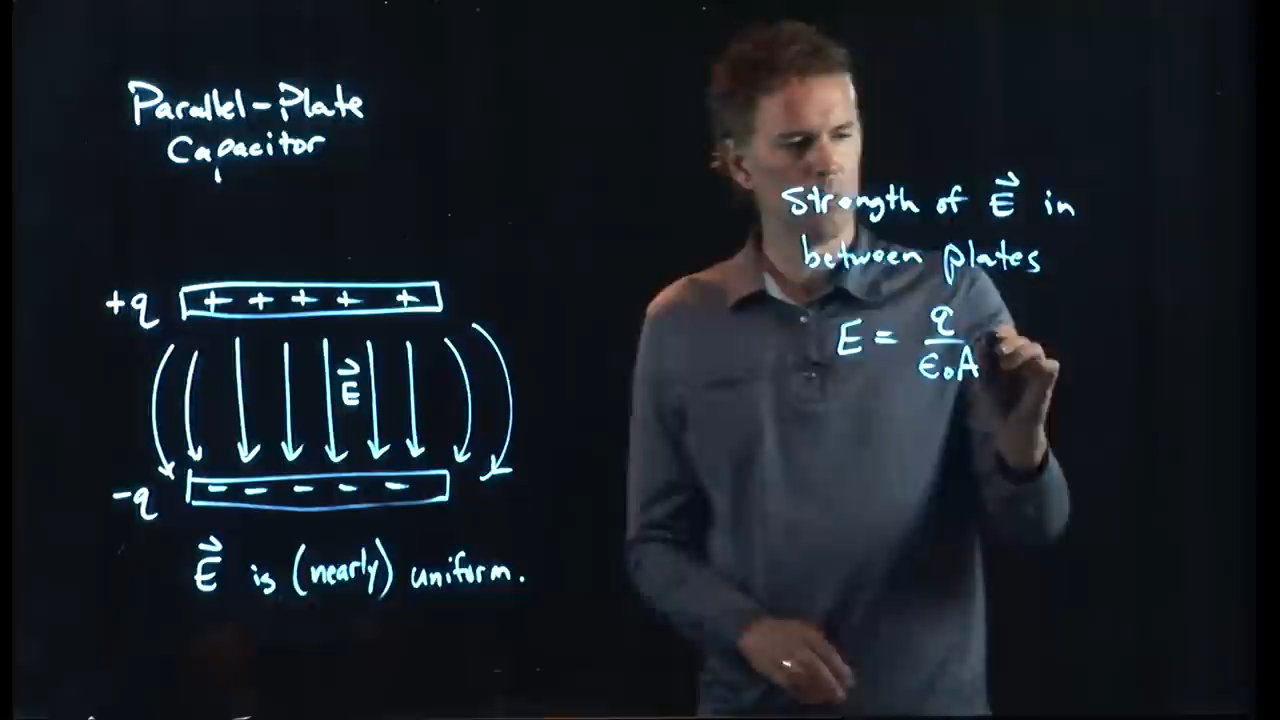 Parallel-Plate
Capacitor
+q
+ + + + +
E⃗
-q
- - - - -
E⃗ is (nearly) uniform.
Strength of E⃗ in
between plates
E = q/ε₀A